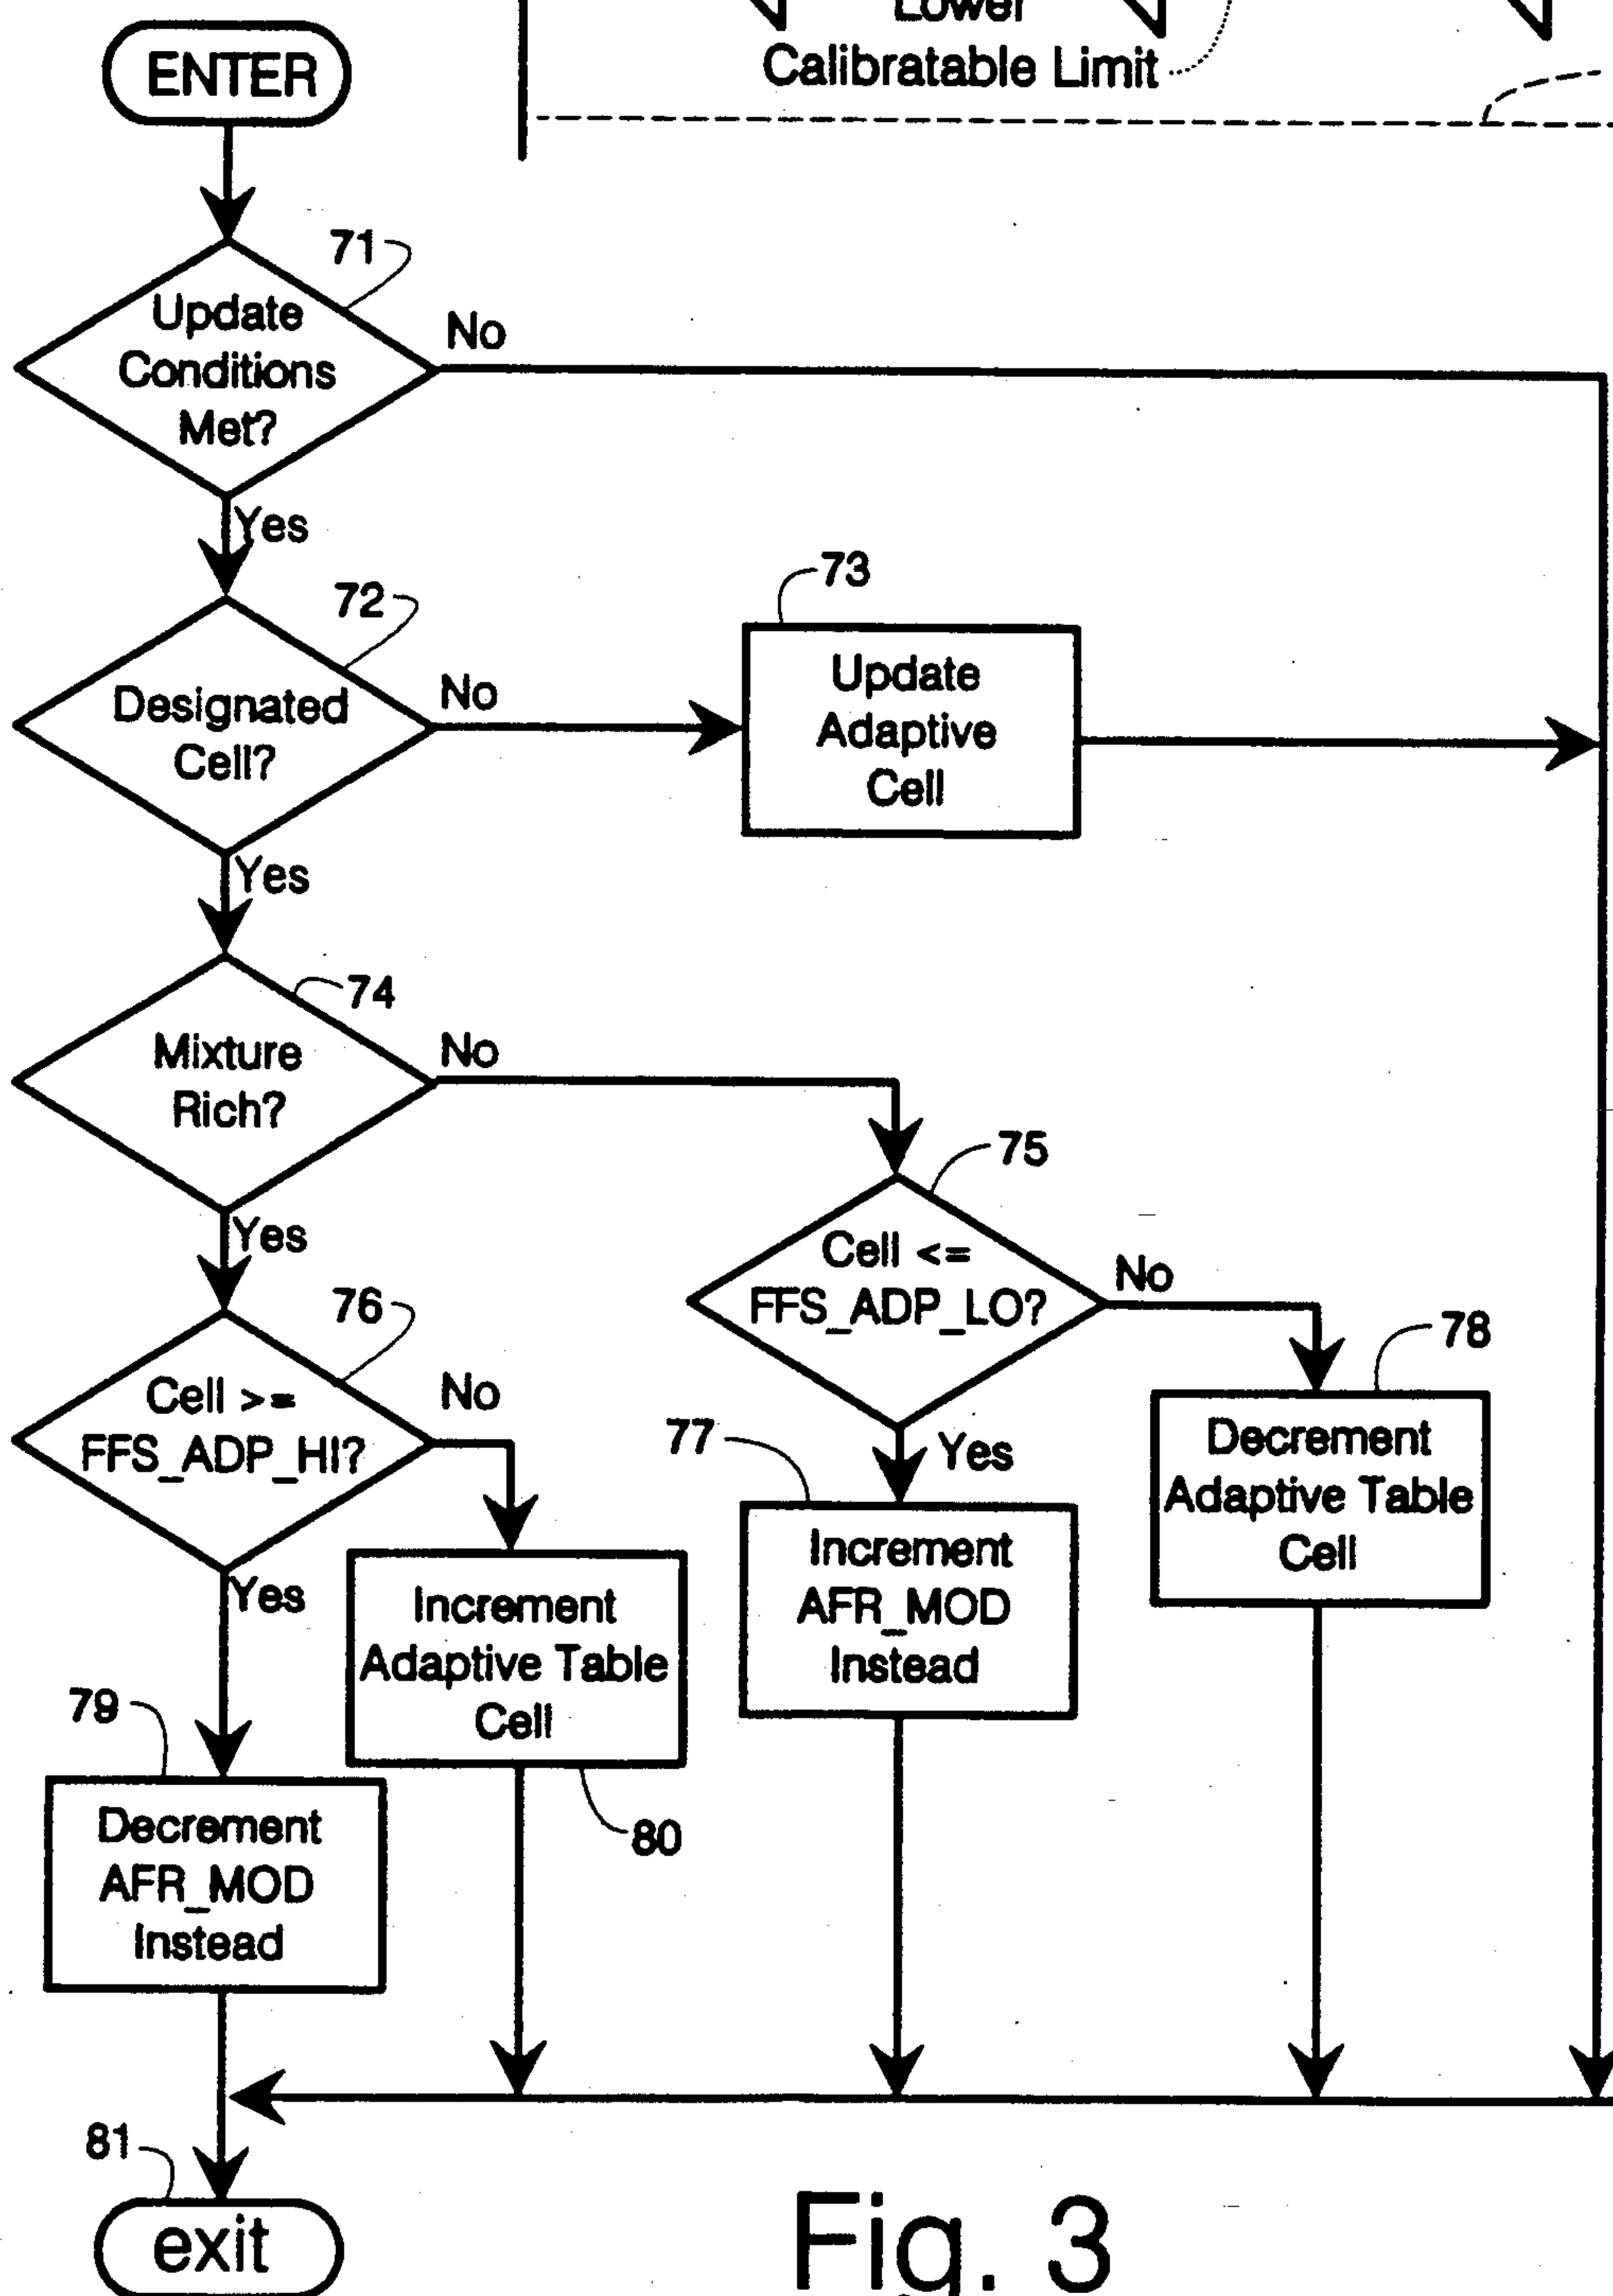 Lower
Calibratable Limit
ENTER
71
Update
Conditions
Met?
No
Yes
72
Designated
Cell?
No
73
Update
Adaptive
Cell
Yes
74
Mixture
Rich?
No
75
Cell <=
FFS_ADP_LO?
No
Yes
76
Cell >=
FFS_ADP_HI?
No
78
Decrement
Adaptive Table
Cell
77
Yes
Increment
AFR_MOD
Instead
Yes
Increment
Adaptive Table
Cell
80
79
Decrement
AFR_MOD
Instead
81
exit
Fig. 3